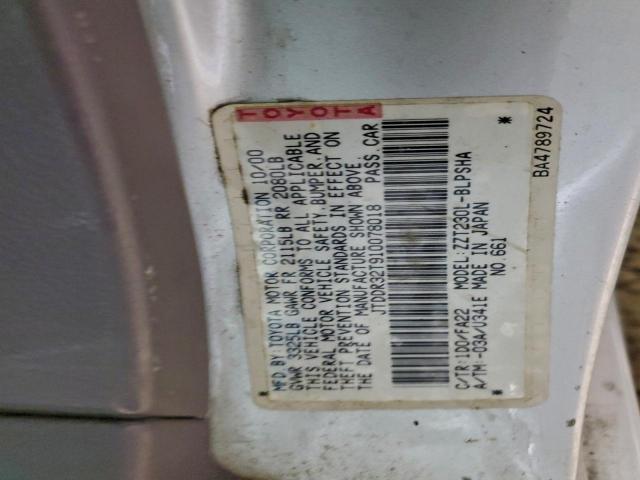 TOYOTA
MFD. BY TOYOTA MOTOR CORPORATION 10/00
GVWR 3325LB GAWR FR 2115LB RR 2080LB
THIS VEHICLE CONFORMS TO ALL APPLICABLE
FEDERAL MOTOR VEHICLE SAFETY, BUMPER, AND
THEFT PREVENTION STANDARDS IN EFFECT ON
THE DATE OF MANUFACTURE SHOWN ABOVE.
JTDDR32T910078018 PASS. CAR
C/TR: 1D0/FA22 MODEL: ZZT230L-BLPSHA
A/TM: -03A/U341E MADE IN JAPAN
* NO 661 *
BA4789724